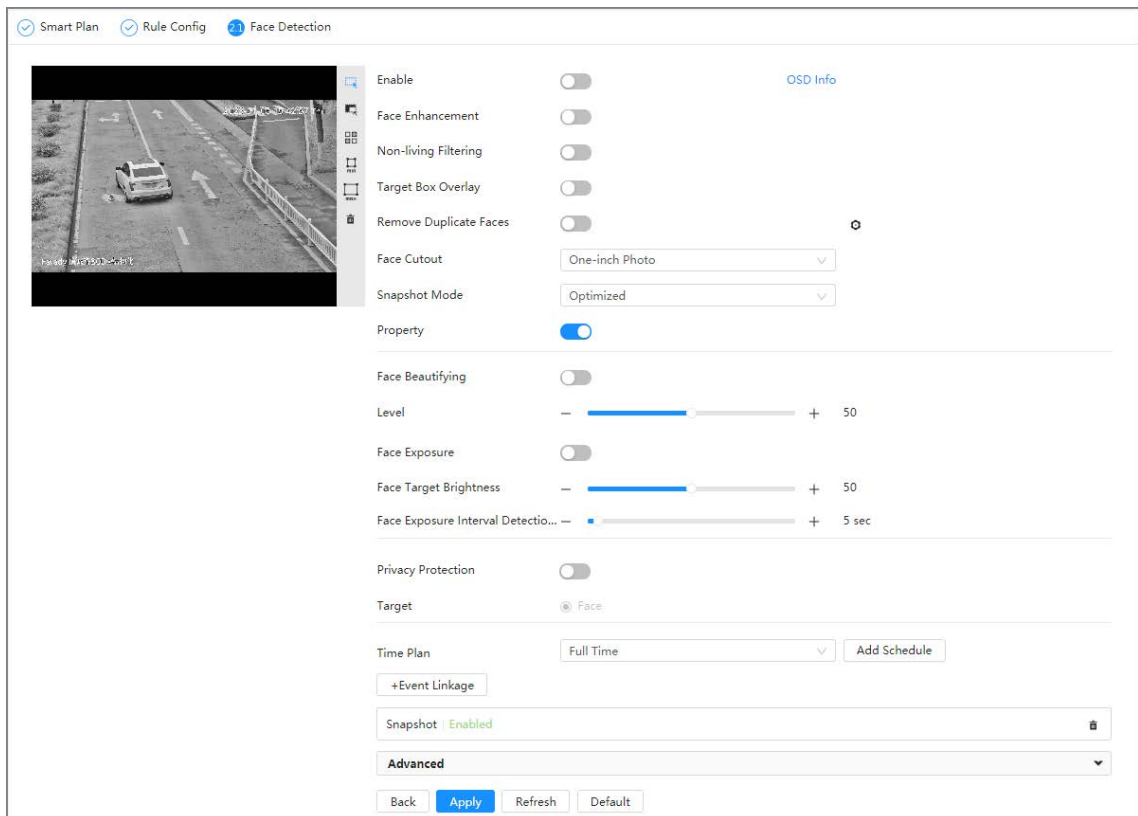 Smart Plan Rule Config 2.1 Face Detection
Enable OSD Info
Face Enhancement
Non-living Filtering
min
Target Box Overlay
max
Remove Duplicate Faces
Face Cutout One-inch Photo
Snapshot Mode Optimized
Property
Face Beautifying
Level − + 50
Face Exposure
Face Target Brightness − + 50
Face Exposure Interval Detectio... − + 5 sec
Privacy Protection
Target Face
Time Plan Full Time Add Schedule
+Event Linkage
Snapshot Enabled
Advanced
Back Apply Refresh Default